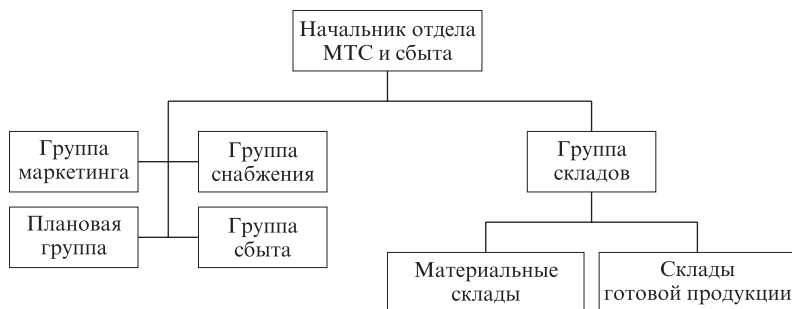 Начальник отдела
МТС и сбыта
Группа
маркетинга
Группа
снабжения
Группа
складов
Плановая
группа
Группа
сбыта
Материальные
склады
Склады
готовой продукции